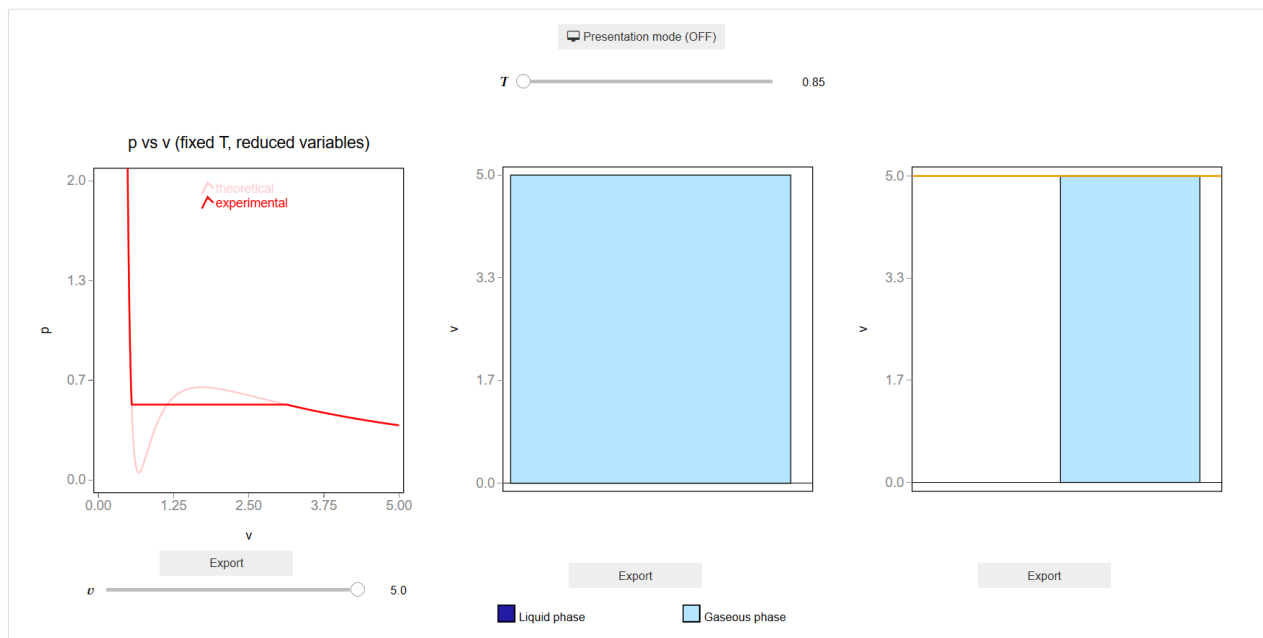 Presentation mode (OFF)
T 0.85
p vs v (fixed T, reduced variables)
theoretical
experimental
2.0
1.3
0.7
0.0
p
0.00 1.25 2.50 3.75 5.00
v
Export
υ 5.0
5.0
3.3
1.7
0.0
v
Export
5.0
3.3
1.7
0.0
v
Export
Liquid phase
Gaseous phase